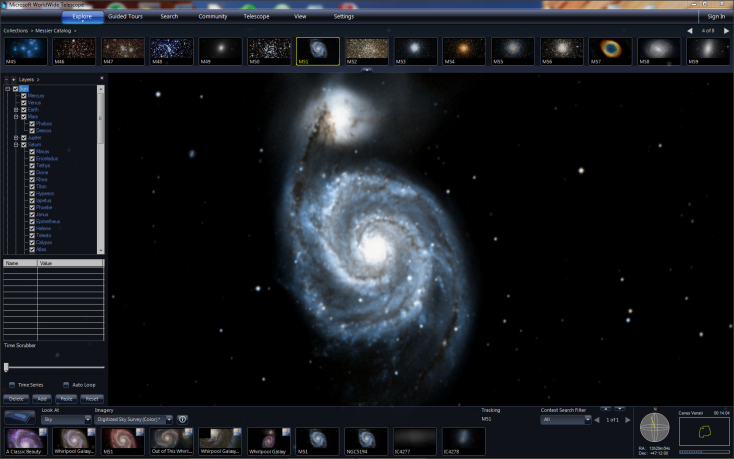 Microsoft WorldWide Telescope
Explore Guided Tours Search Community Telescope View Settings Sign In
Collections > Messier Catalog >
4 of 8
M45 M46 M47 M48 M49 M50 M51 M52 M53 M54 M55 M56 M57 M58 M59
Layers
Sun
Mercury
Venus
Earth
Mars
Phobos
Deimos
Jupiter
Saturn
Mimas
Enceladus
Tethys
Dione
Rhea
Titan
Hyperion
Iapetus
Phoebe
Janus
Epimetheus
Helene
Telesto
Calypso
Atlas
Name Value
Time Scrubber
Time Series Auto Loop
Delete Add Paste Reset
Look At Imagery Tracking Context Search Filter
Sky Digitized Sky Survey (Color) * M51 All 1 of 1
A Classic Beauty Whirlpool Galax... M51 Out of This Whirl... Whirlpool Galax... Whirlpool Galaxy M51 NGC5194 IC4277 IC4278
N
RA : 13h29m54s
Dec : +47:12:00
Canes Venati 00:14:04